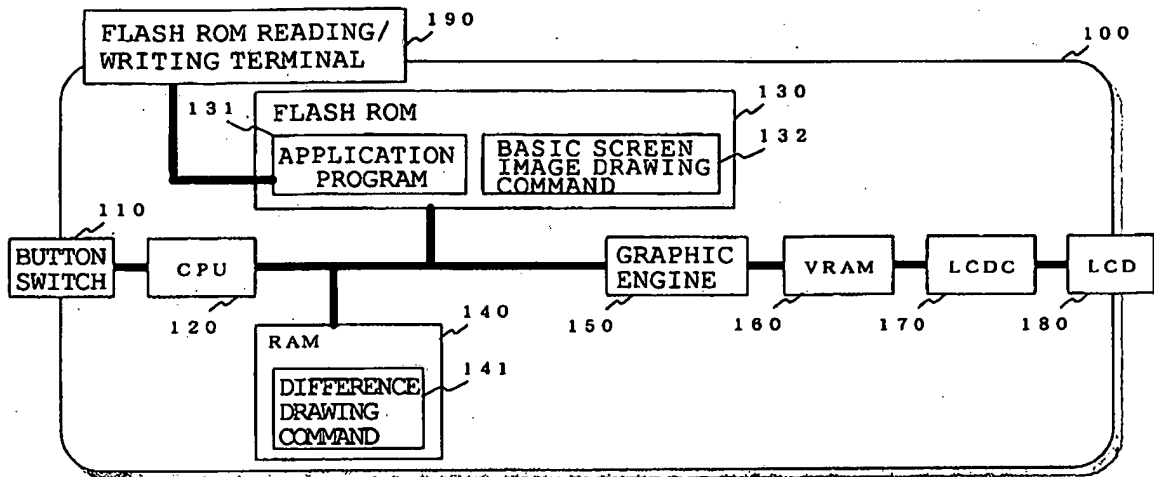 FLASH ROM READING/
WRITING TERMINAL
190
100
131
FLASH ROM
130
APPLICATION
PROGRAM
BASIC SCREEN
IMAGE DRAWING
COMMAND
132
110
BUTTON
SWITCH
CPU
GRAPHIC
ENGINE
VRAM
LCDC
LCD
120
150
160
170
180
RAM
140
141
DIFFERENCE
DRAWING
COMMAND